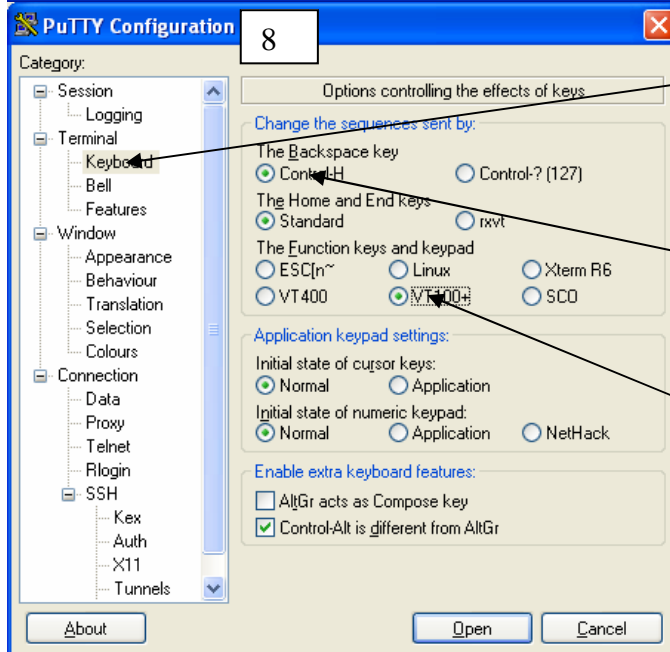 PuTTY Configuration
8
Category:
Session
Logging
Terminal
Keyboard
Bell
Features
Window
Appearance
Behaviour
Translation
Selection
Colours
Connection
Data
Proxy
Telnet
Rlogin
SSH
Kex
Auth
X11
Tunnels
Options controlling the effects of keys
Change the sequences sent by:
The Backspace key
Control-H Control-? (127)
The Home and End keys
Standard rxvt
The Function keys and keypad
ESC[n~ Linux Xterm R6
VT400 VT100+ SCO
Application keypad settings:
Initial state of cursor keys:
Normal Application
Initial state of numeric keypad:
Normal Application NetHack
Enable extra keyboard features:
AltGr acts as Compose key
Control-Alt is different from AltGr
About Open Cancel